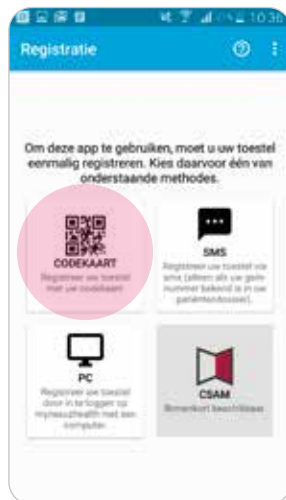 10:36
Registratie
Om deze app te gebruiken, moet u uw toestel
eenmalig registreren. Kies daarvoor één van
onderstaande methodes.
CODEKAART
Registreer uw toestel
met uw codekaart
SMS
Registreer uw toestel via
sms (alleen als uw gsm-
nummer bekend is in uw
patiëntendossier).
PC
Registreer uw toestel
door in te loggen op
mynexuzhealth met een
computer.
CSAM
Binnenkort beschikbaar.